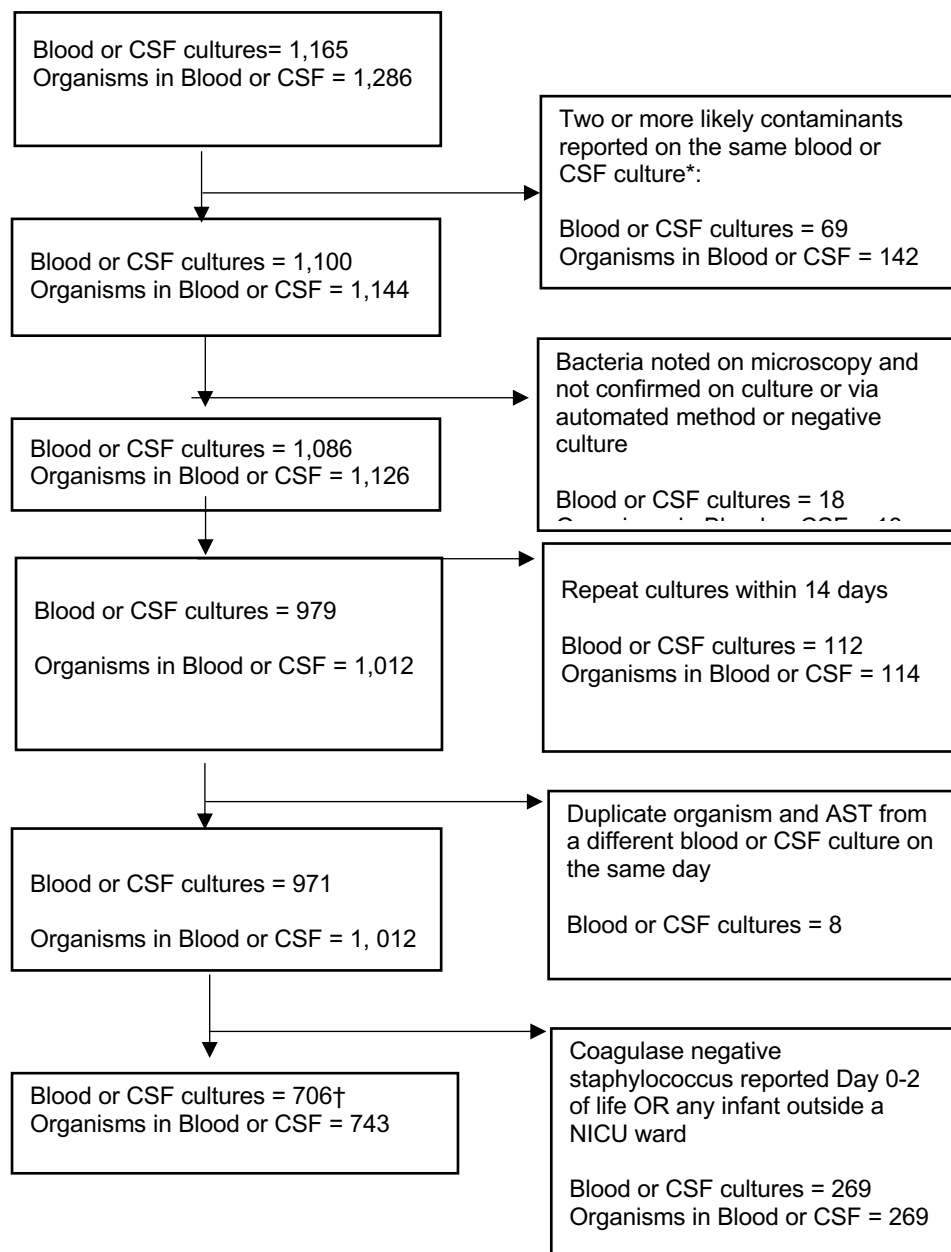 Blood or CSF cultures= 1,165
Organisms in Blood or CSF = 1,286
Two or more likely contaminants
reported on the same blood or
CSF culture*:
Blood or CSF cultures = 69
Organisms in Blood or CSF = 142
Blood or CSF cultures = 1,100
Organisms in Blood or CSF = 1,144
Bacteria noted on microscopy and
not confirmed on culture or via
automated method or negative
culture
Blood or CSF cultures = 18
Blood or CSF cultures = 1,086
Organisms in Blood or CSF = 1,126
Repeat cultures within 14 days
Blood or CSF cultures = 112
Organisms in Blood or CSF = 114
Blood or CSF cultures = 979
Organisms in Blood or CSF = 1,012
Duplicate organism and AST from
a different blood or CSF culture on
the same day
Blood or CSF cultures = 8
Blood or CSF cultures = 971
Organisms in Blood or CSF = 1, 012
Coagulase negative
staphylococcus reported Day 0-2
of life OR any infant outside a
NICU ward
Blood or CSF cultures = 269
Organisms in Blood or CSF = 269
Blood or CSF cultures = 706†
Organisms in Blood or CSF = 743